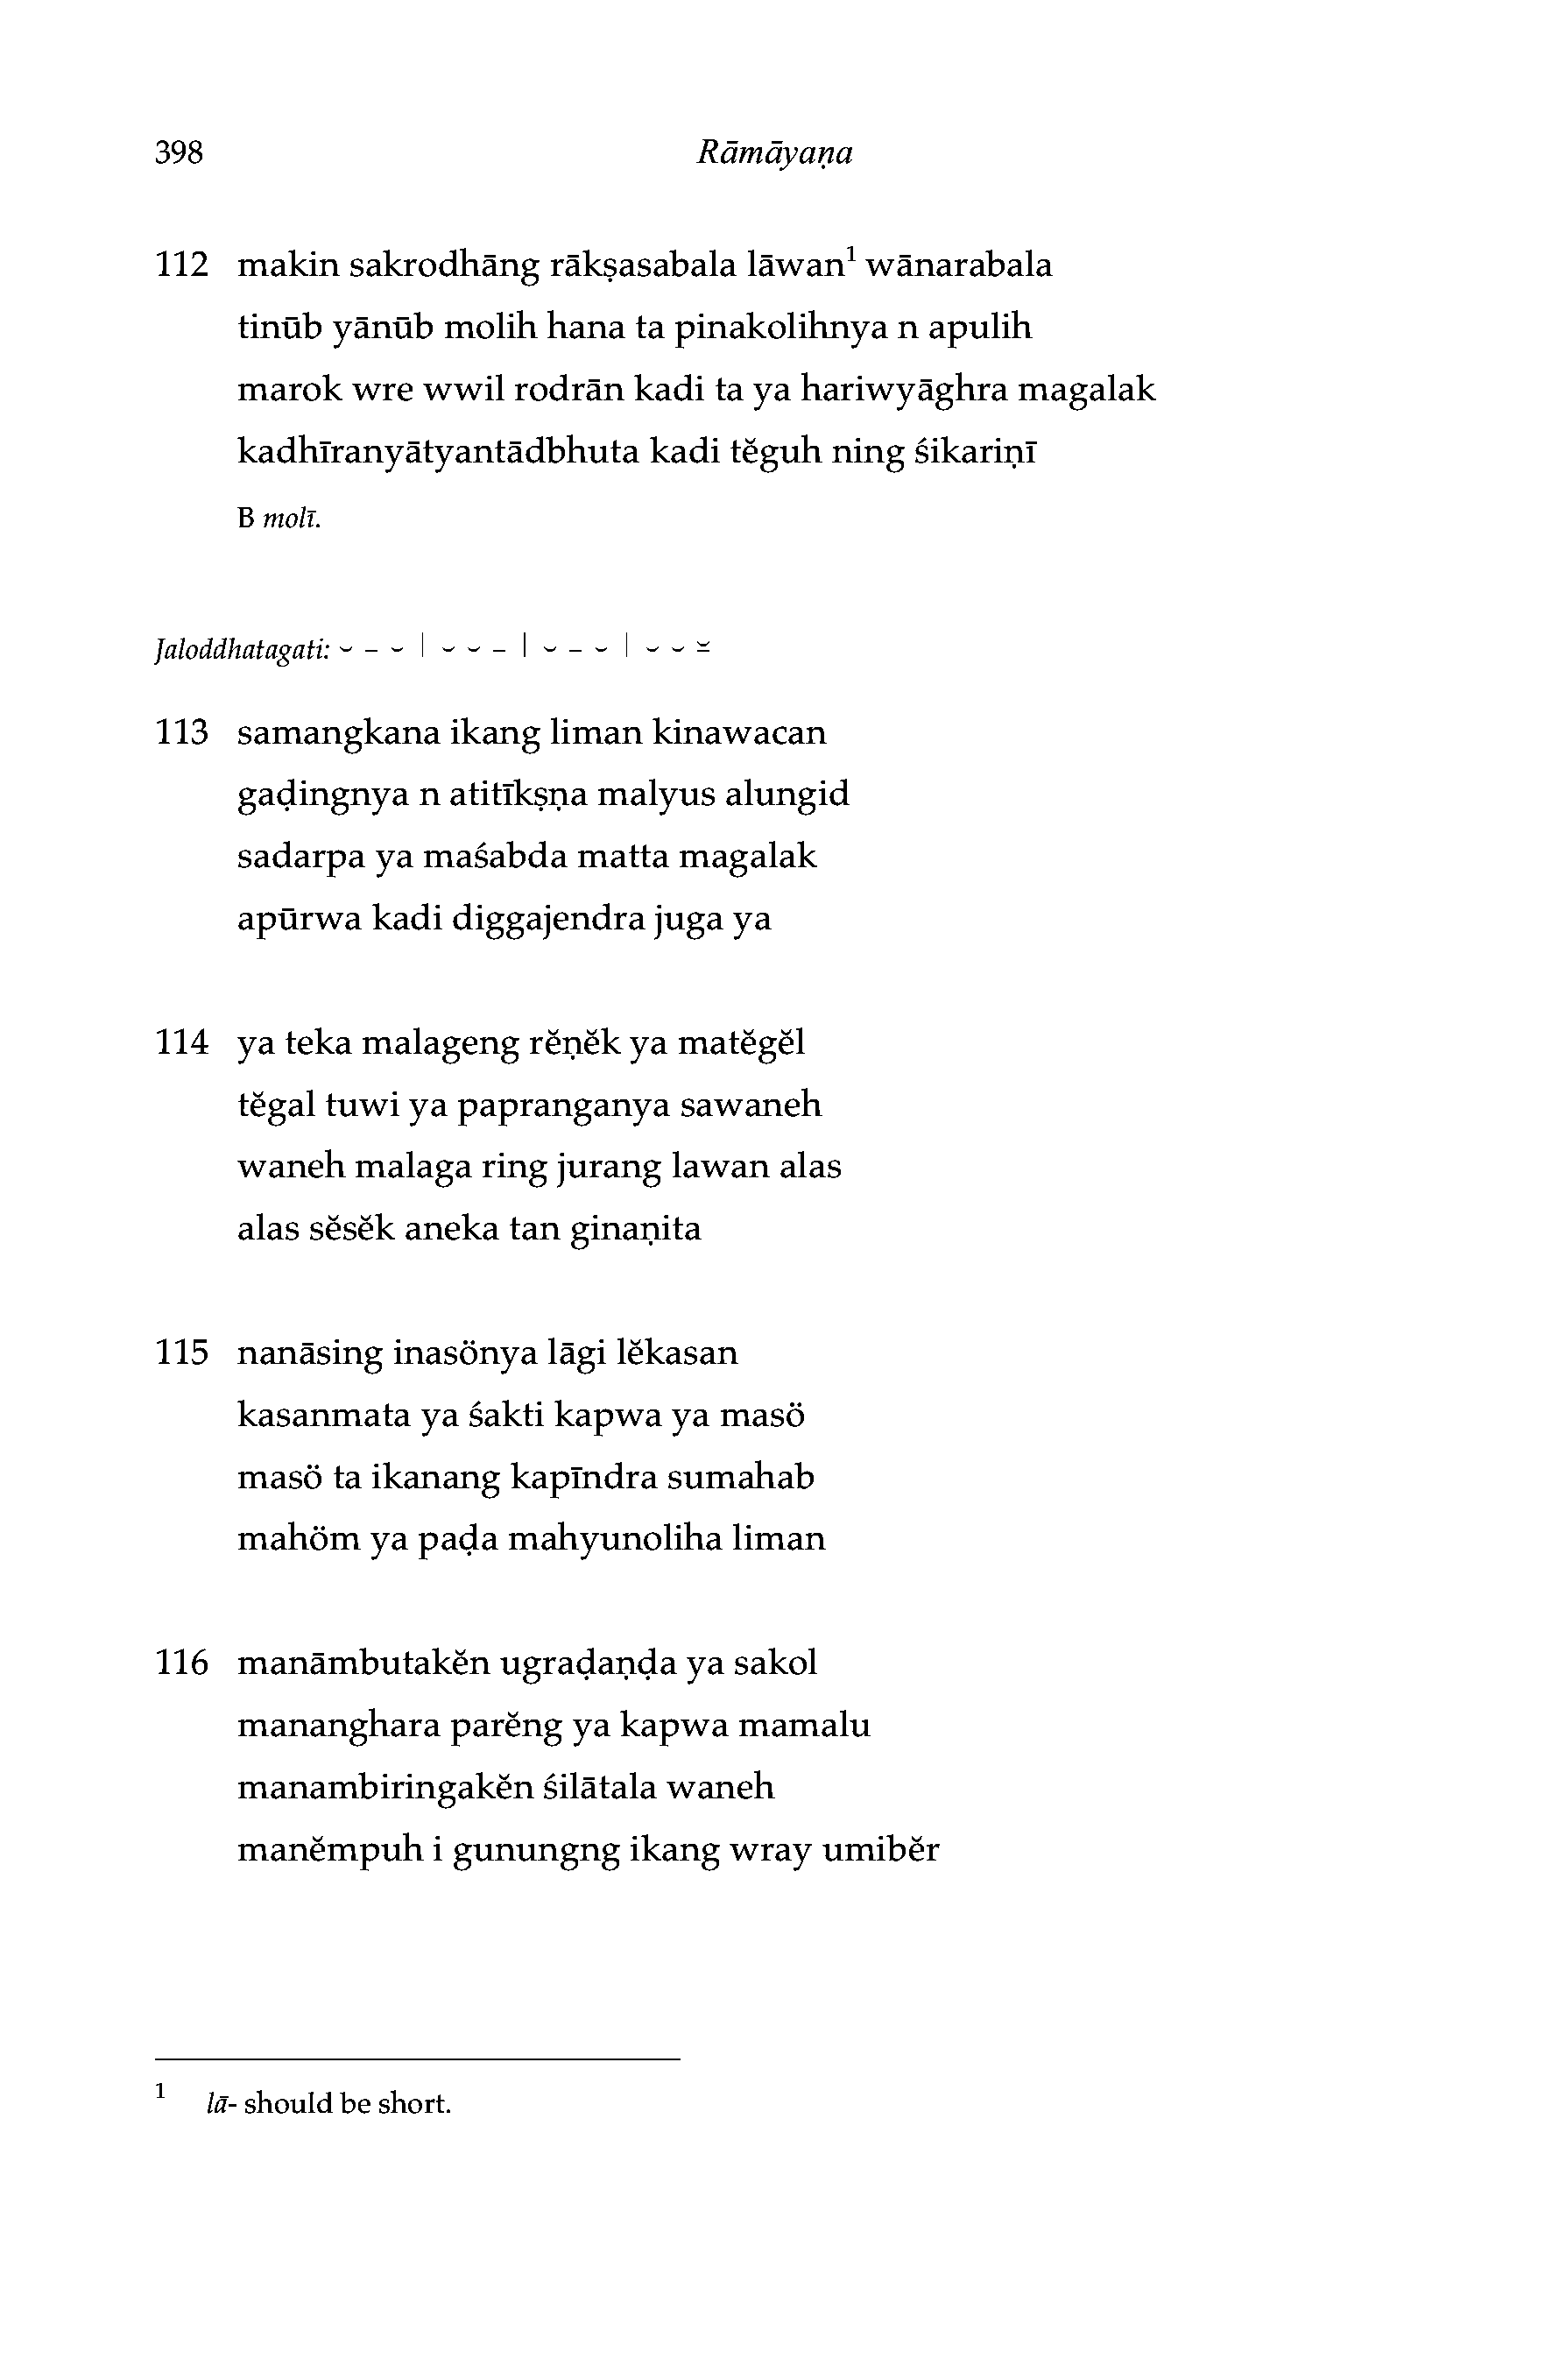 398 Rāmāyaṇa
112 makin sakrodhāng rākṣasabala lāwan¹ wānarabala
tinūb yānūb molih hana ta pinakolihnya n apulih
marok wre wwil rodrān kadi ta ya hariwyāghra magalak
kadhīranyātyantādbhuta kadi tĕguh ning śikariṇī
B molī.
Jaloddhatagati: ⏑ – ⏑ | ⏑ ⏑ – | ⏑ – ⏑ | ⏑ ⏑ ⏓
113 samangkana ikang liman kinawacan
gaḍingnya n atitīkṣṇa malyus alungid
sadarpa ya maśabda matta magalak
apūrwa kadi diggajendra juga ya
114 ya teka malageng rĕṇĕk ya matĕgĕl
tĕgal tuwi ya papranganya sawaneh
waneh malaga ring jurang lawan alas
alas sĕsĕk aneka tan ginaṇita
115 nanāsing inasönya lāgi lĕkasan
kasanmata ya śakti kapwa ya masö
masö ta ikanang kapīndra sumahab
mahöm ya paḍa mahyunoliha liman
116 manāmbutakĕn ugraḍaṇḍa ya sakol
mananghara parĕng ya kapwa mamalu
manambiringakĕn śilātala waneh
manĕmpuh i gunungng ikang wray umibĕr
¹ lā- should be short.